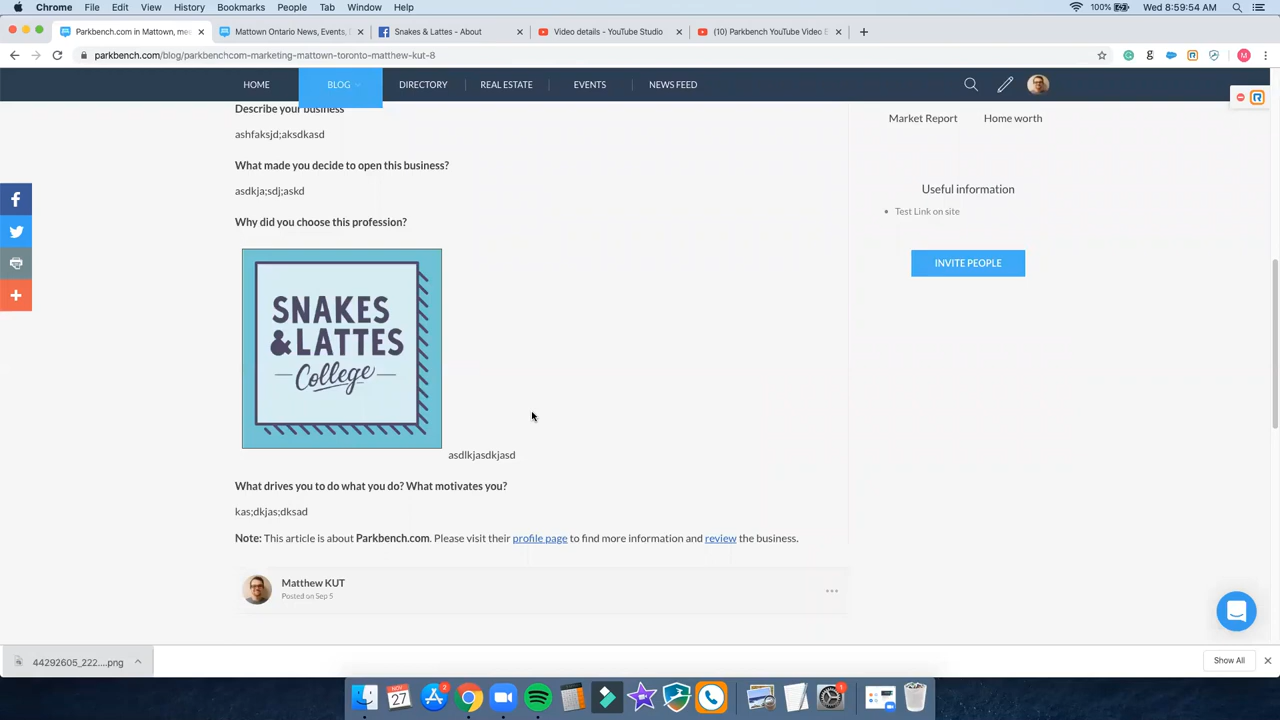 Chrome File Edit View History Bookmarks People Tab Window Help 100% Wed 8:59:54 AM
Parkbench.com in Mattown, mee × Mattown Ontario News, Events, × Snakes & Lattes - About × Video details - YouTube Studio × (10) Parkbench YouTube Video E × +
parkbench.com/blog/parkbenchcom-marketing-mattown-toronto-matthew-kut-8 M
HOME BLOG DIRECTORY REAL ESTATE EVENTS NEWS FEED
Describe your business
Market Report Home worth
ashfaksjd;aksdkasd
What made you decide to open this business?
asdkja;sdj;askd
Useful information
Test Link on site
Why did you choose this profession?
INVITE PEOPLE
SNAKES
& LATTES
College
asdlkjasdkjasd
What drives you to do what you do? What motivates you?
kas;dkjas;dksad
Note: This article is about Parkbench.com. Please visit their profile page to find more information and review the business.
Matthew KUT
Posted on Sep 5
44292605_222....png
Show All
NOV
27
2
1